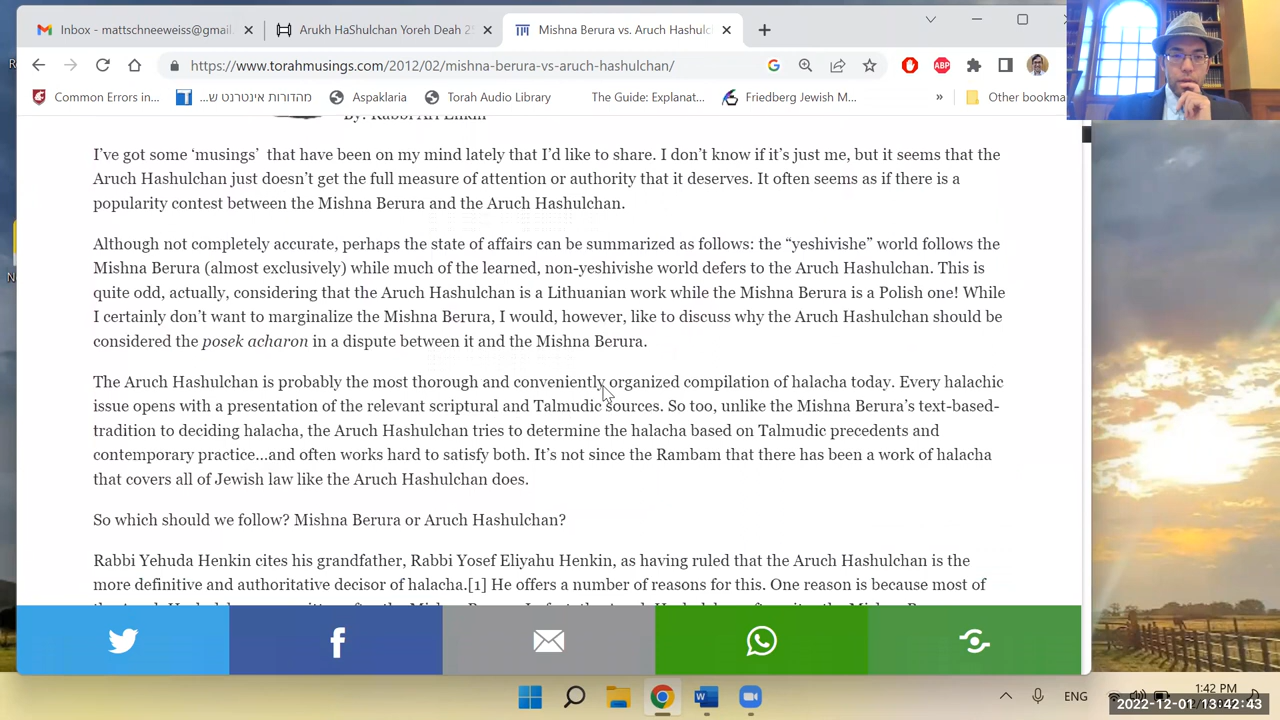 Inbox - mattschneeweiss@gmail.
Arukh HaShulchan Yoreh Deah 2
Mishna Berura vs. Aruch Hashulc
https://www.torahmusings.com/2012/02/mishna-berura-vs-aruch-hashulchan/
ABP
Common Errors in...
מהדורות אינטרנט ש...
Aspaklaria
Torah Audio Library
The Guide: Explanat...
Friedberg Jewish M...
»
Other bookma
By: Rabbi Ari Enkin
I've got some 'musings' that have been on my mind lately that I'd like to share. I don't know if it's just me, but it seems that the
Aruch Hashulchan just doesn't get the full measure of attention or authority that it deserves. It often seems as if there is a
popularity contest between the Mishna Berura and the Aruch Hashulchan.
Although not completely accurate, perhaps the state of affairs can be summarized as follows: the “yeshivishe” world follows the
Mishna Berura (almost exclusively) while much of the learned, non-yeshivishe world defers to the Aruch Hashulchan. This is
quite odd, actually, considering that the Aruch Hashulchan is a Lithuanian work while the Mishna Berura is a Polish one! While
I certainly don't want to marginalize the Mishna Berura, I would, however, like to discuss why the Aruch Hashulchan should be
considered the posek acharon in a dispute between it and the Mishna Berura.
The Aruch Hashulchan is probably the most thorough and conveniently organized compilation of halacha today. Every halachic
issue opens with a presentation of the relevant scriptural and Talmudic sources. So too, unlike the Mishna Berura's text-based-
tradition to deciding halacha, the Aruch Hashulchan tries to determine the halacha based on Talmudic precedents and
contemporary practice…and often works hard to satisfy both. It's not since the Rambam that there has been a work of halacha
that covers all of Jewish law like the Aruch Hashulchan does.
So which should we follow? Mishna Berura or Aruch Hashulchan?
Rabbi Yehuda Henkin cites his grandfather, Rabbi Yosef Eliyahu Henkin, as having ruled that the Aruch Hashulchan is the
more definitive and authoritative decisor of halacha.[1] He offers a number of reasons for this. One reason is because most of
ENG
1:42 PM
2022-12-01 13:42:43